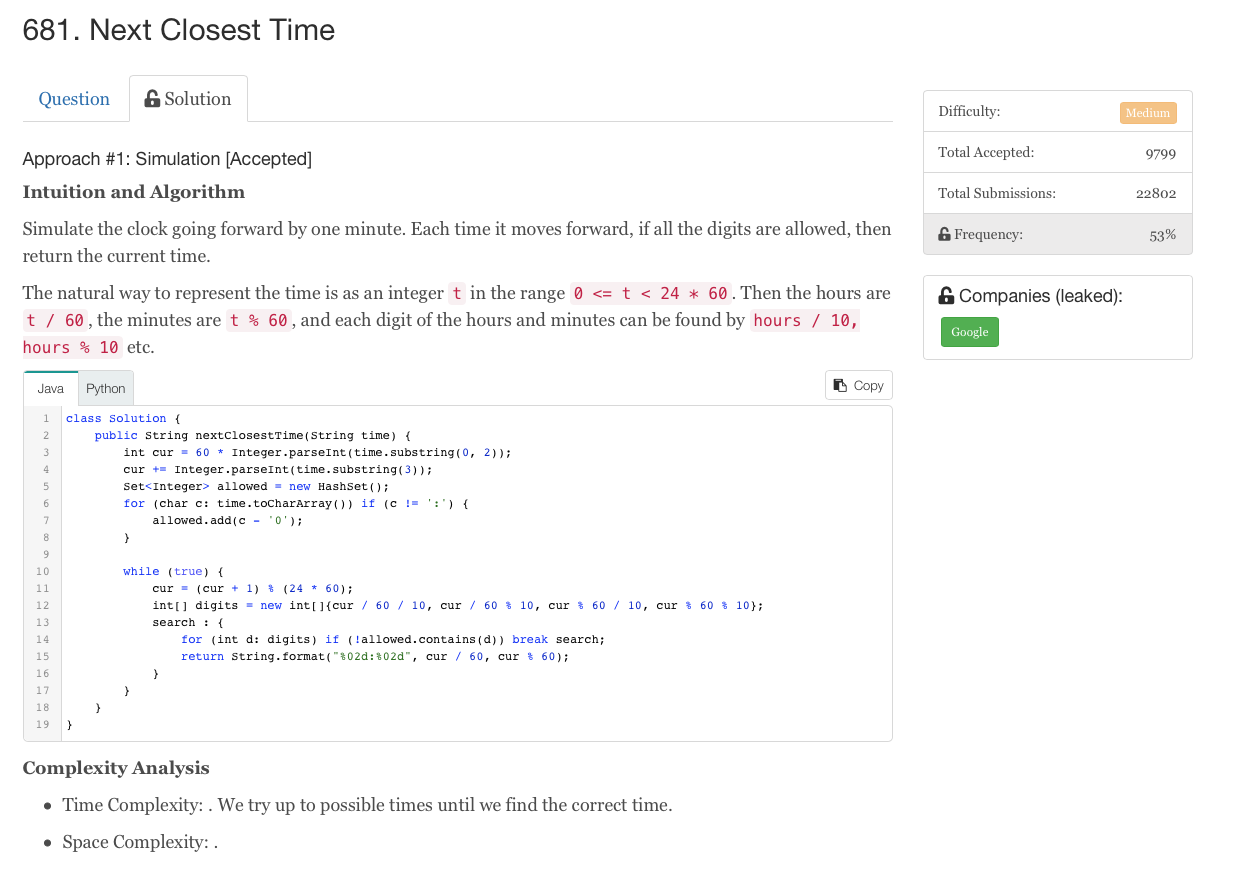 681. Next Closest Time
Question
Solution
Approach #1: Simulation [Accepted]
Intuition and Algorithm
Simulate the clock going forward by one minute. Each time it moves forward, if all the digits are allowed, then
return the current time.
The natural way to represent the time is as an integer t in the range 0 <= t < 24 * 60. Then the hours are
t / 60, the minutes are t % 60, and each digit of the hours and minutes can be found by hours / 10,
hours % 10 etc.
Java
Python
Copy
1 class Solution {
2     public String nextClosestTime(String time) {
3         int cur = 60 * Integer.parseInt(time.substring(0, 2));
4         cur += Integer.parseInt(time.substring(3));
5         Set<Integer> allowed = new HashSet();
6         for (char c: time.toCharArray()) if (c != ':') {
7             allowed.add(c - '0');
8         }
9
10         while (true) {
11             cur = (cur + 1) % (24 * 60);
12             int[] digits = new int[]{cur / 60 / 10, cur / 60 % 10, cur % 60 / 10, cur % 60 % 10};
13             search : {
14                 for (int d: digits) if (!allowed.contains(d)) break search;
15                 return String.format("%02d:%02d", cur / 60, cur % 60);
16             }
17         }
18     }
19 }
Complexity Analysis
• Time Complexity: . We try up to possible times until we find the correct time.
• Space Complexity: .
Difficulty: Medium
Total Accepted: 9799
Total Submissions: 22802
Frequency: 53%
Companies (leaked):
Google